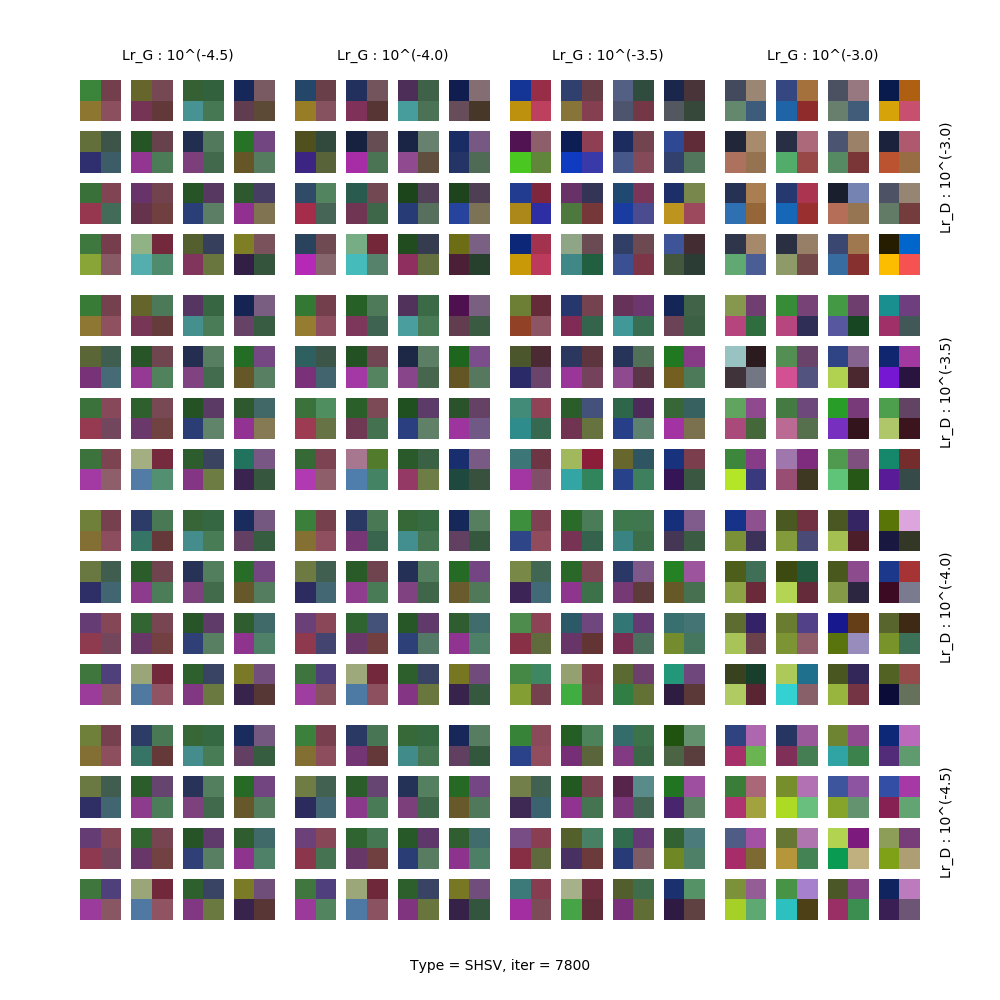 Lr_G : 10^(-4.5)
Lr_G : 10^(-4.0)
Lr_G : 10^(-3.5)
Lr_G : 10^(-3.0)
Lr_D : 10^(-3.0)
Lr_D : 10^(-3.5)
Lr_D : 10^(-4.0)
Lr_D : 10^(-4.5)
Type = SHSV, iter = 7800